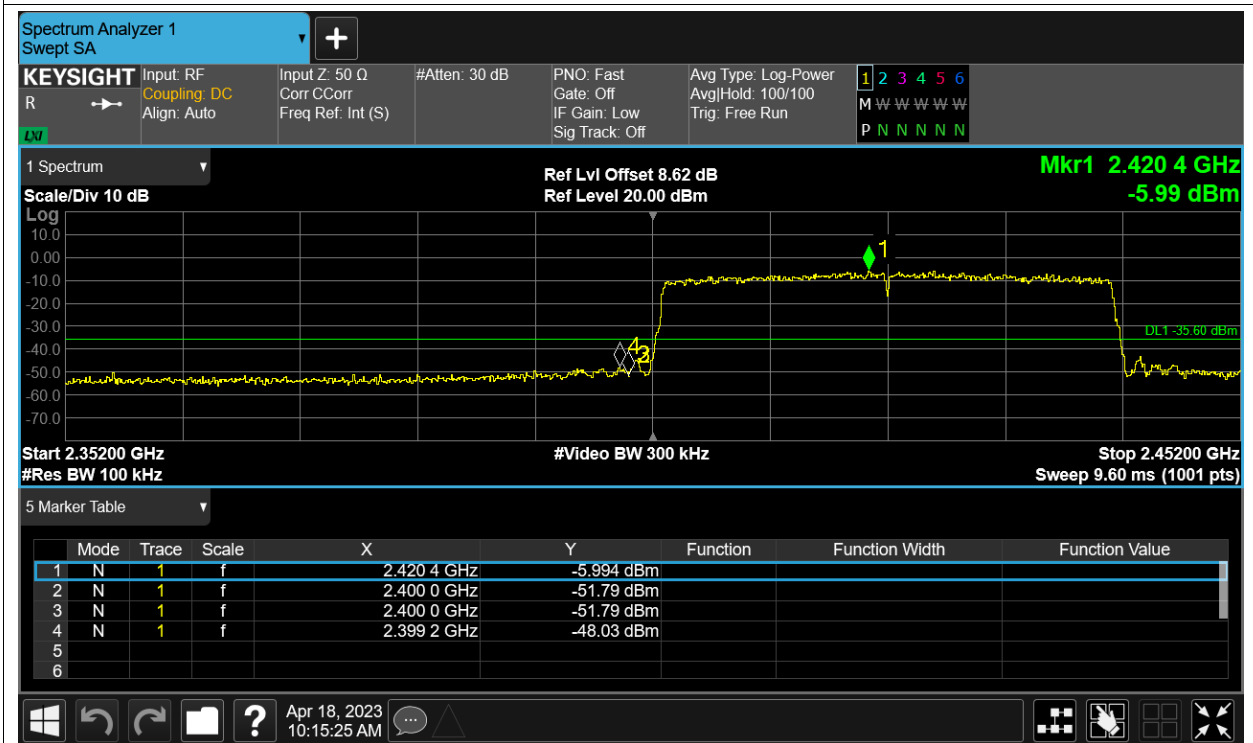 Spectrum Analyzer 1
Swept SA
KEYSIGHT
R
LXI
Input: RF
Coupling: DC
Align: Auto
Input Z: 50 Ω
Corr CCorr
Freq Ref: Int (S)
#Atten: 30 dB
PNO: Fast
Gate: Off
IF Gain: Low
Sig Track: Off
Avg Type: Log-Power
Avg|Hold: 100/100
Trig: Free Run
1 2 3 4 5 6
M W W W W W
P N N N N N
1 Spectrum
Scale/Div 10 dB
Ref Lvl Offset 8.62 dB
Ref Level 20.00 dBm
Mkr1 2.420 4 GHz
-5.99 dBm
Log
10.0
0.00
-10.0
-20.0
-30.0
-40.0
-50.0
-60.0
-70.0
1
DL1 -35.60 dBm
4
Start 2.35200 GHz
#Video BW 300 kHz
Stop 2.45200 GHz
#Res BW 100 kHz
Sweep 9.60 ms (1001 pts)
5 Marker Table
Mode Trace Scale X Y Function Function Width Function Value
1 N 1 f 2.420 4 GHz -5.994 dBm
2 N 1 f 2.400 0 GHz -51.79 dBm
3 N 1 f 2.400 0 GHz -51.79 dBm
4 N 1 f 2.399 2 GHz -48.03 dBm
5
6
?
Apr 18, 2023
10:15:25 AM